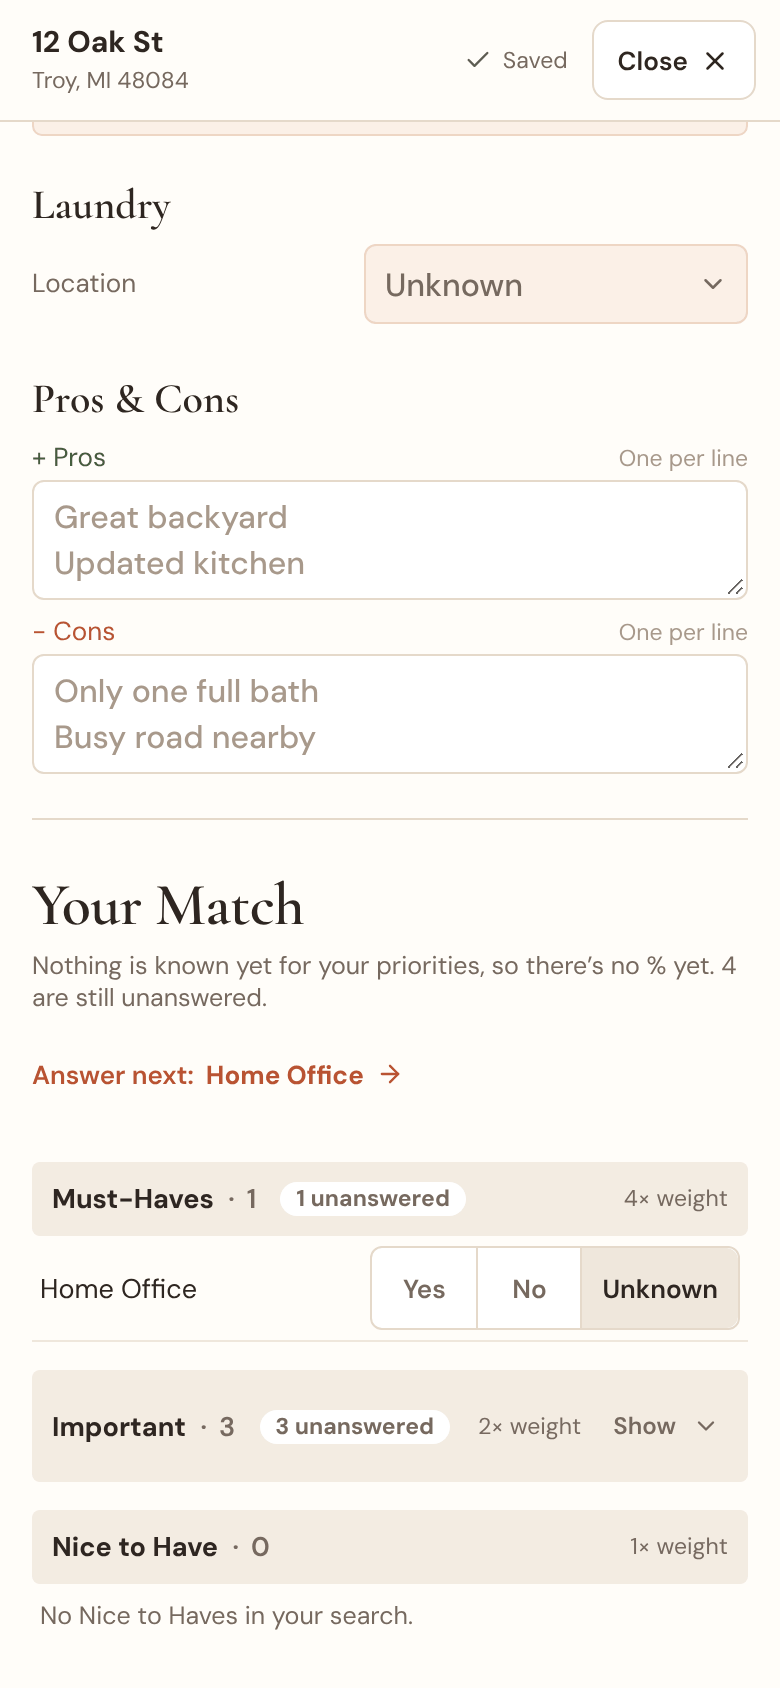 12 Oak St
Troy, MI 48084
Saved
Close
Laundry
Location
Unknown
Pros & Cons
+ Pros
One per line
Great backyard
Updated kitchen
− Cons
One per line
Only one full bath
Busy road nearby
Your Match
Nothing is known yet for your priorities, so there’s no % yet. 4
are still unanswered.
Answer next: Home Office →
Must-Haves · 1 1 unanswered 4× weight
Home Office
Yes No Unknown
Important · 3 3 unanswered 2× weight Show
Nice to Have · 0 1× weight
No Nice to Haves in your search.